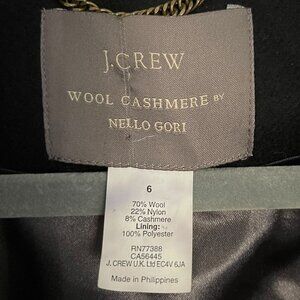 J.CREW
WOOL CASHMERE BY
NELLO GORI
6
70% Wool
22% Nylon
8% Cashmere
Lining:
100% Polyester
RN77388
CA56445
J. CREW U.K. Ltd EC4V 6JA
Made in Philippines